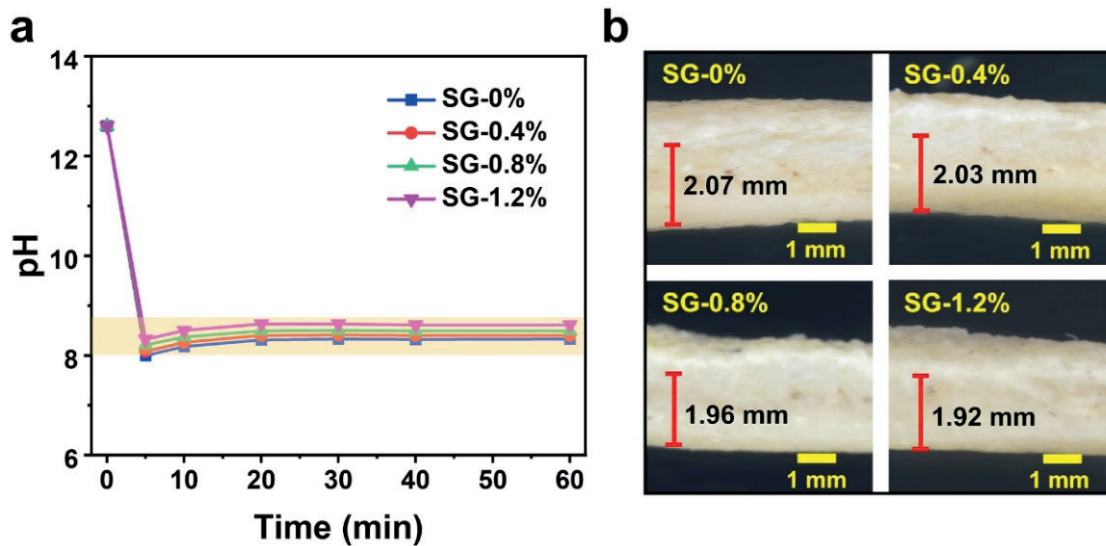 a
14
12
10
8
6
pH
0 10 20 30 40 50 60
Time (min)
SG-0%
SG-0.4%
SG-0.8%
SG-1.2%
b
SG-0%
2.07 mm
1 mm
SG-0.4%
2.03 mm
1 mm
SG-0.8%
1.96 mm
1 mm
SG-1.2%
1.92 mm
1 mm